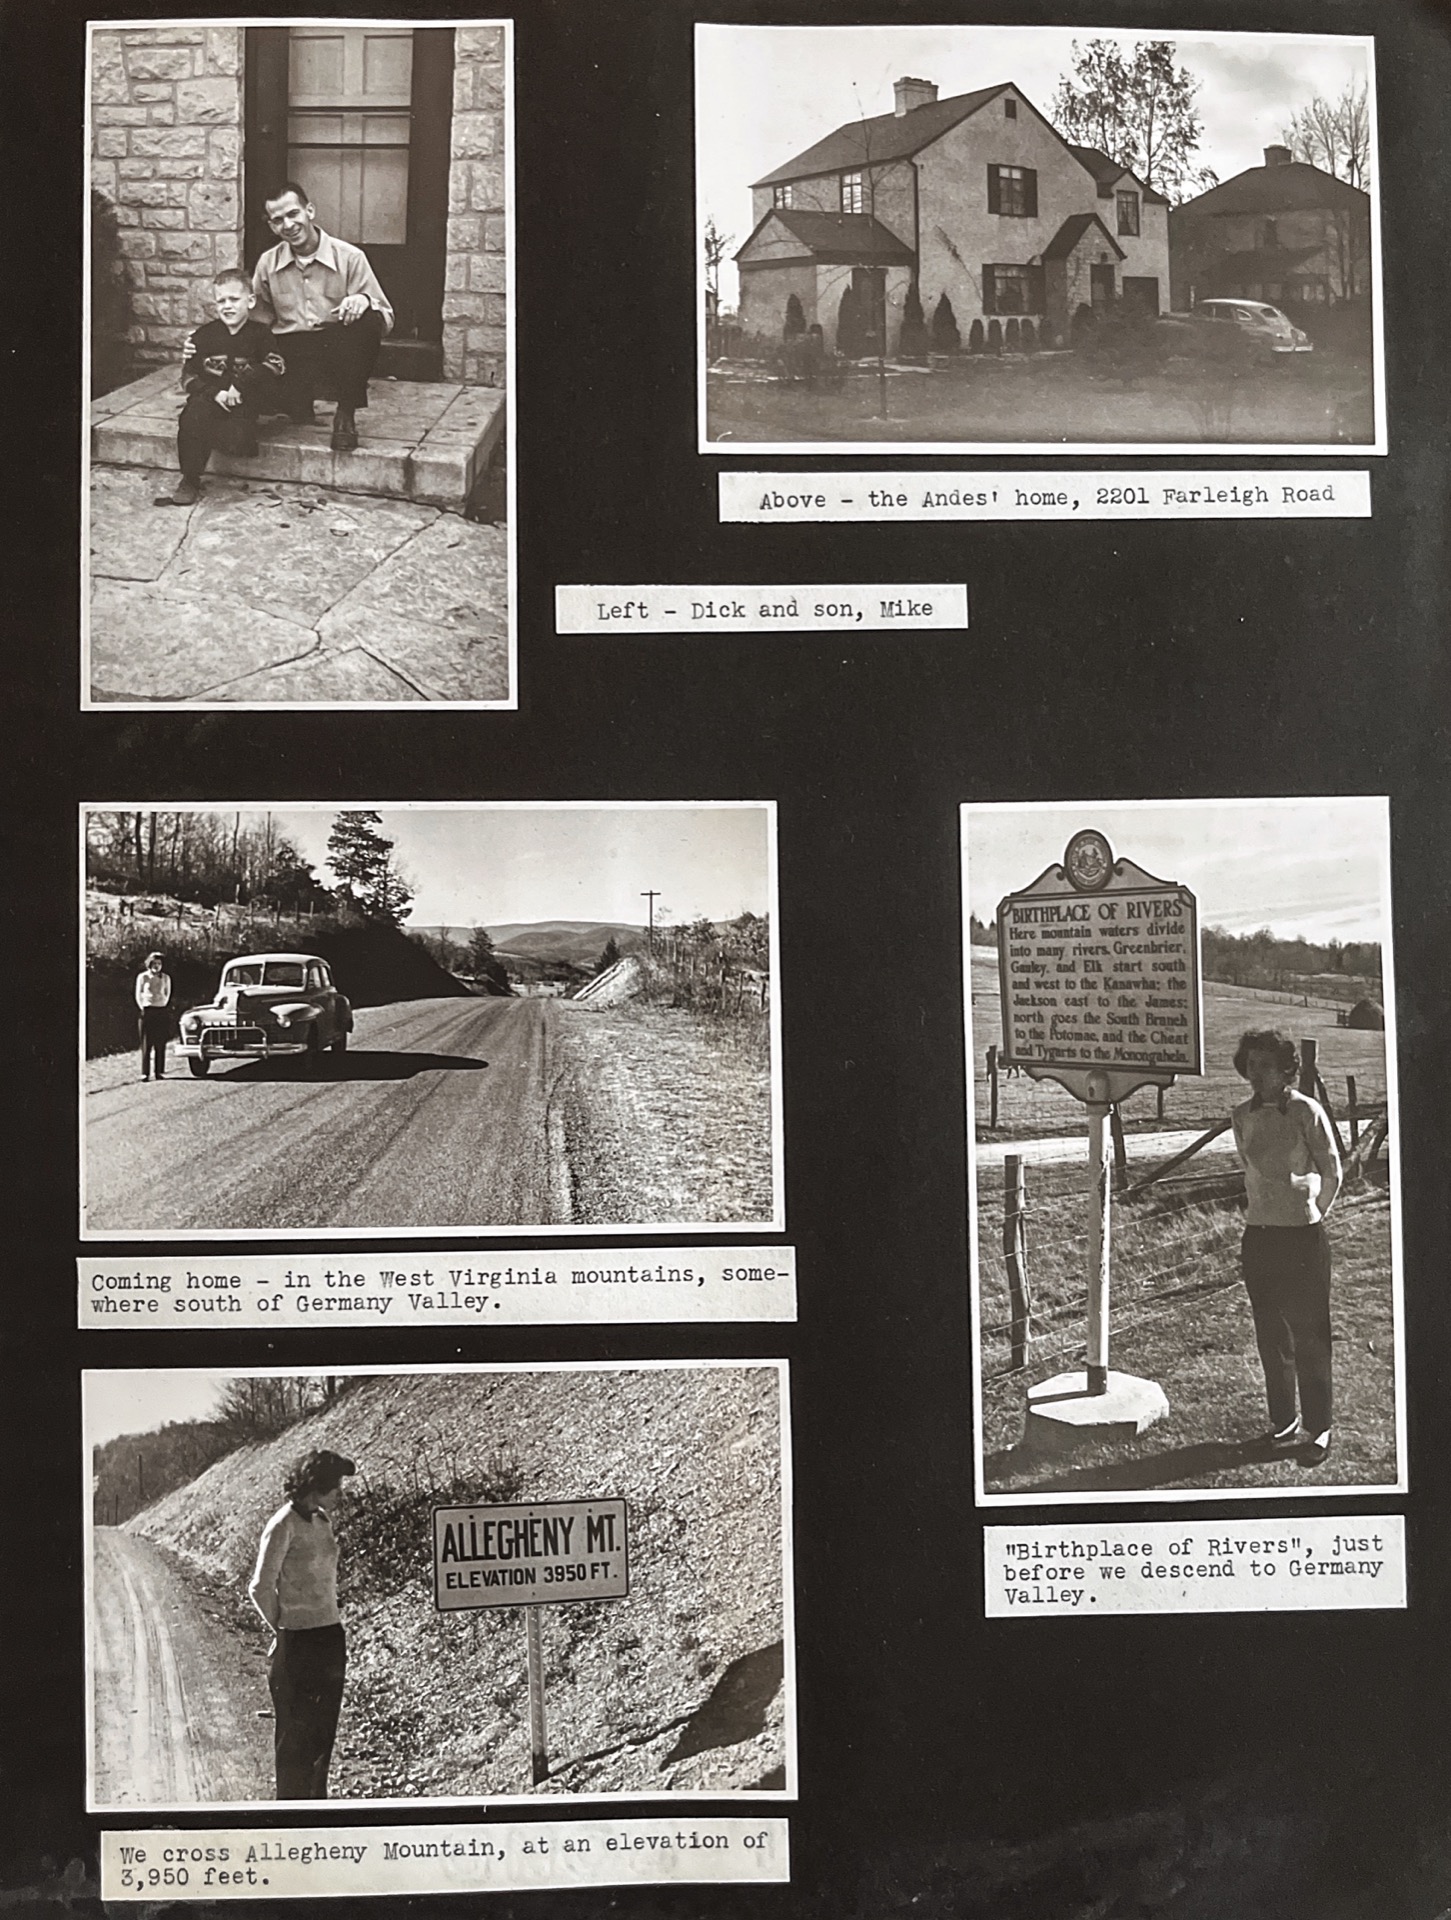 Above - the Andes' home, 2201 Farleigh Road
Left - Dick and son, Mike
Coming home - in the West Virginia mountains, some-
where south of Germany Valley.
BIRTHPLACE OF RIVERS
Here mountain waters divide
into many rivers. Greenbrier,
Gauley, and Elk start south
and west to the Kanawha; the
Jackson east to the James;
north goes the South Branch
to the Potomac, and the Cheat
and Tygarts to the Monongahela.
"Birthplace of Rivers", just
before we descend to Germany
Valley.
ALLEGHENY MT.
ELEVATION 3950 FT.
We cross Allegheny Mountain, at an elevation of
3,950 feet.